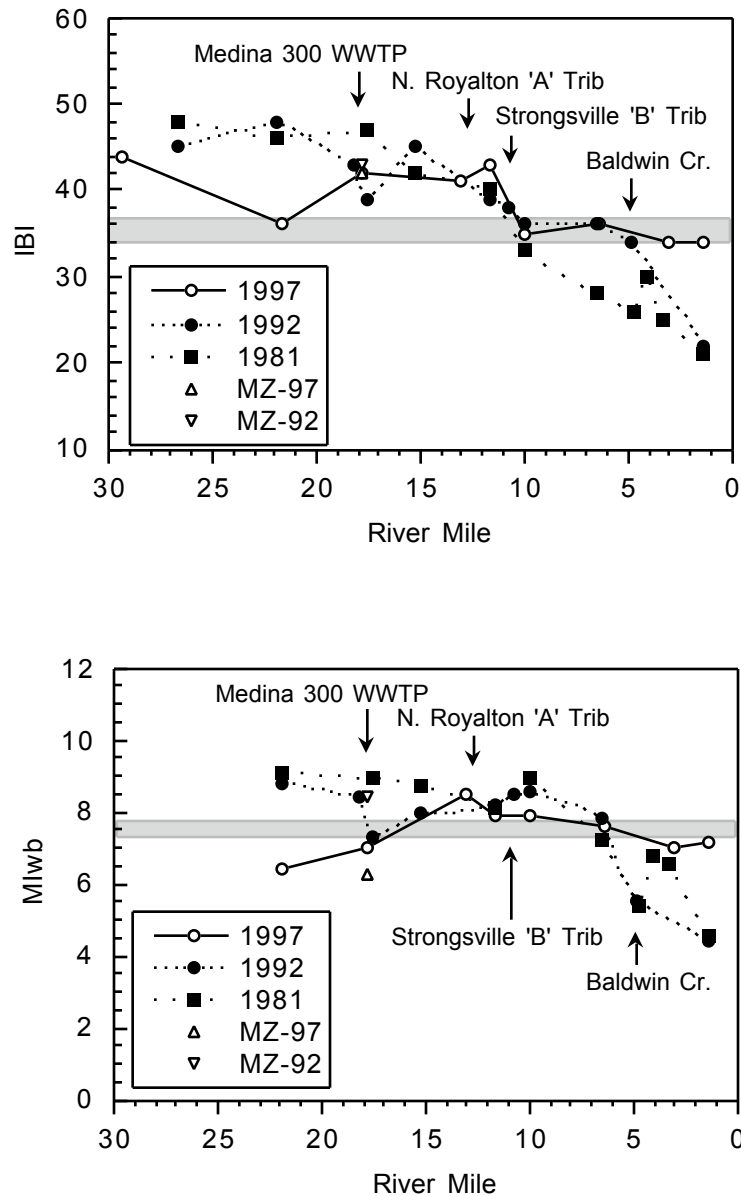 60
50
40
30
20
10
IBI
Medina 300 WWTP
N. Royalton 'A' Trib
Strongsville 'B' Trib
Baldwin Cr.
1997
1992
1981
MZ-97
MZ-92
30 25 20 15 10 5 0
River Mile
12
10
8
6
4
2
0
MIwb
Medina 300 WWTP
N. Royalton 'A' Trib
Strongsville 'B' Trib
Baldwin Cr.
1997
1992
1981
MZ-97
MZ-92
30 25 20 15 10 5 0
River Mile